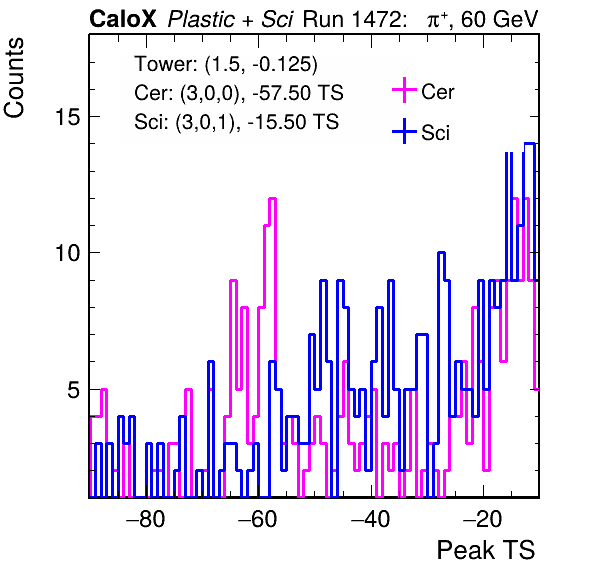 CaloX Plastic + Sci Run 1472: π⁺, 60 GeV
Counts
Tower: (1.5, -0.125)
Cer: (3,0,0), -57.50 TS
Sci: (3,0,1), -15.50 TS
Cer
Sci
15
10
5
−80 −60 −40 −20
Peak TS